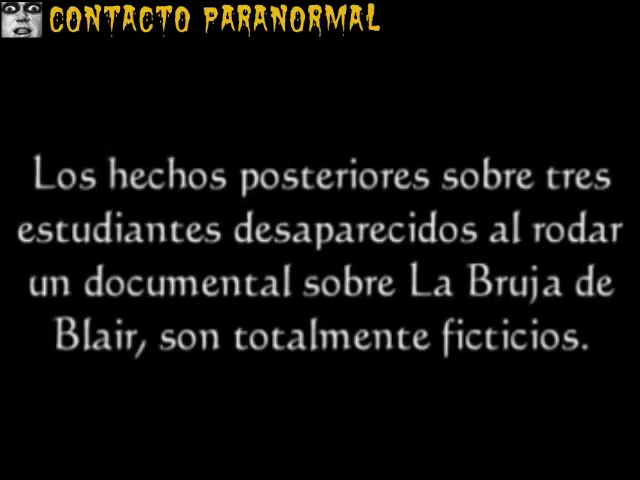 CONTACTO PARANORMAL
Los hechos posteriores sobre tres
estudiantes desaparecidos al rodar
un documental sobre La Bruja de
Blair, son totalmente ficticios.